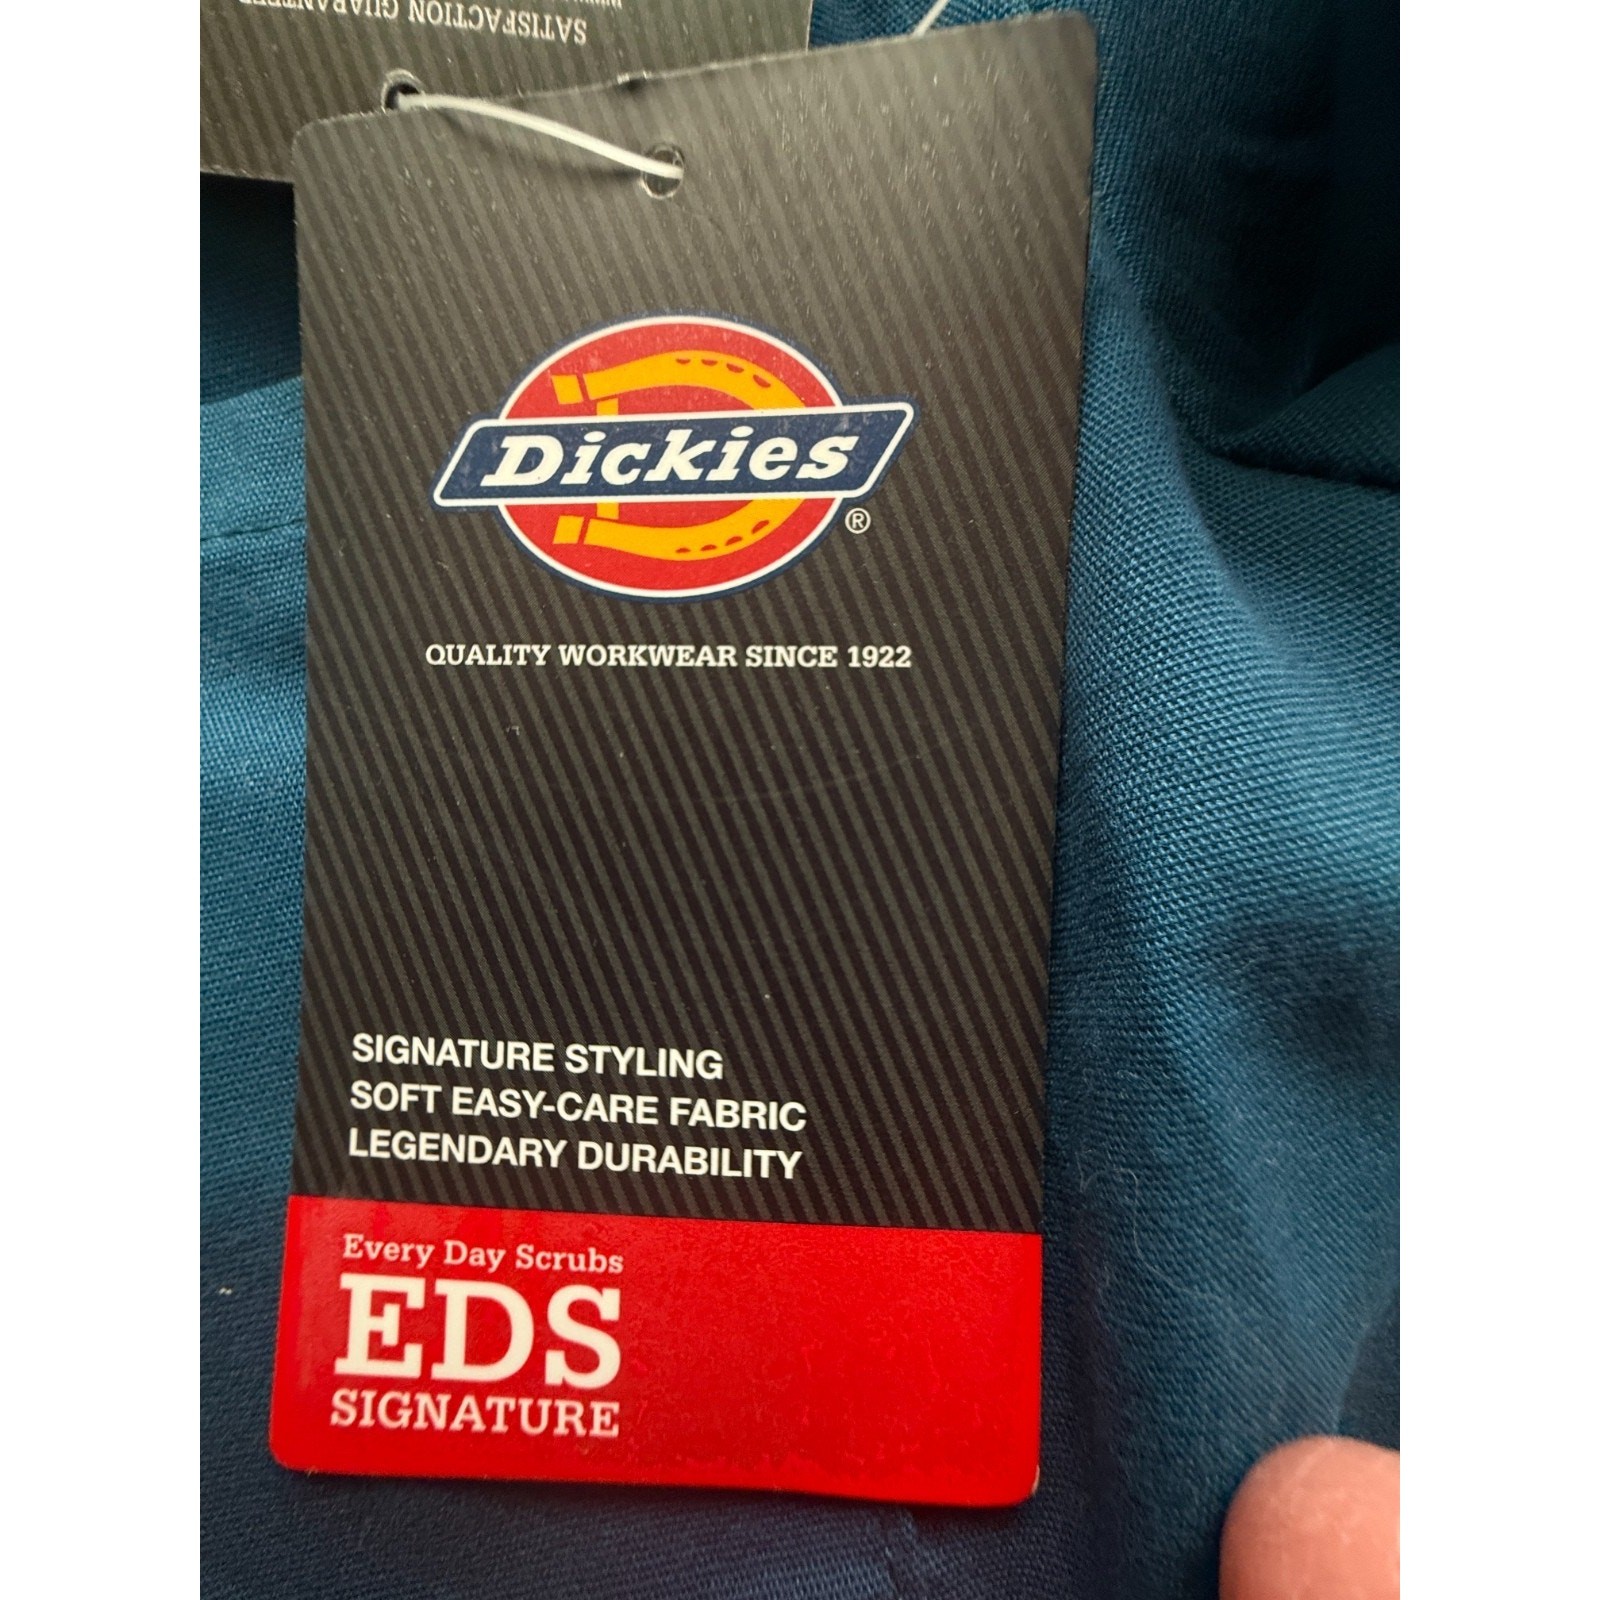 SATISFACTION GUARANTEED
Dickies®
QUALITY WORKWEAR SINCE 1922
SIGNATURE STYLING
SOFT EASY-CARE FABRIC
LEGENDARY DURABILITY
Every Day Scrubs
EDS
SIGNATURE